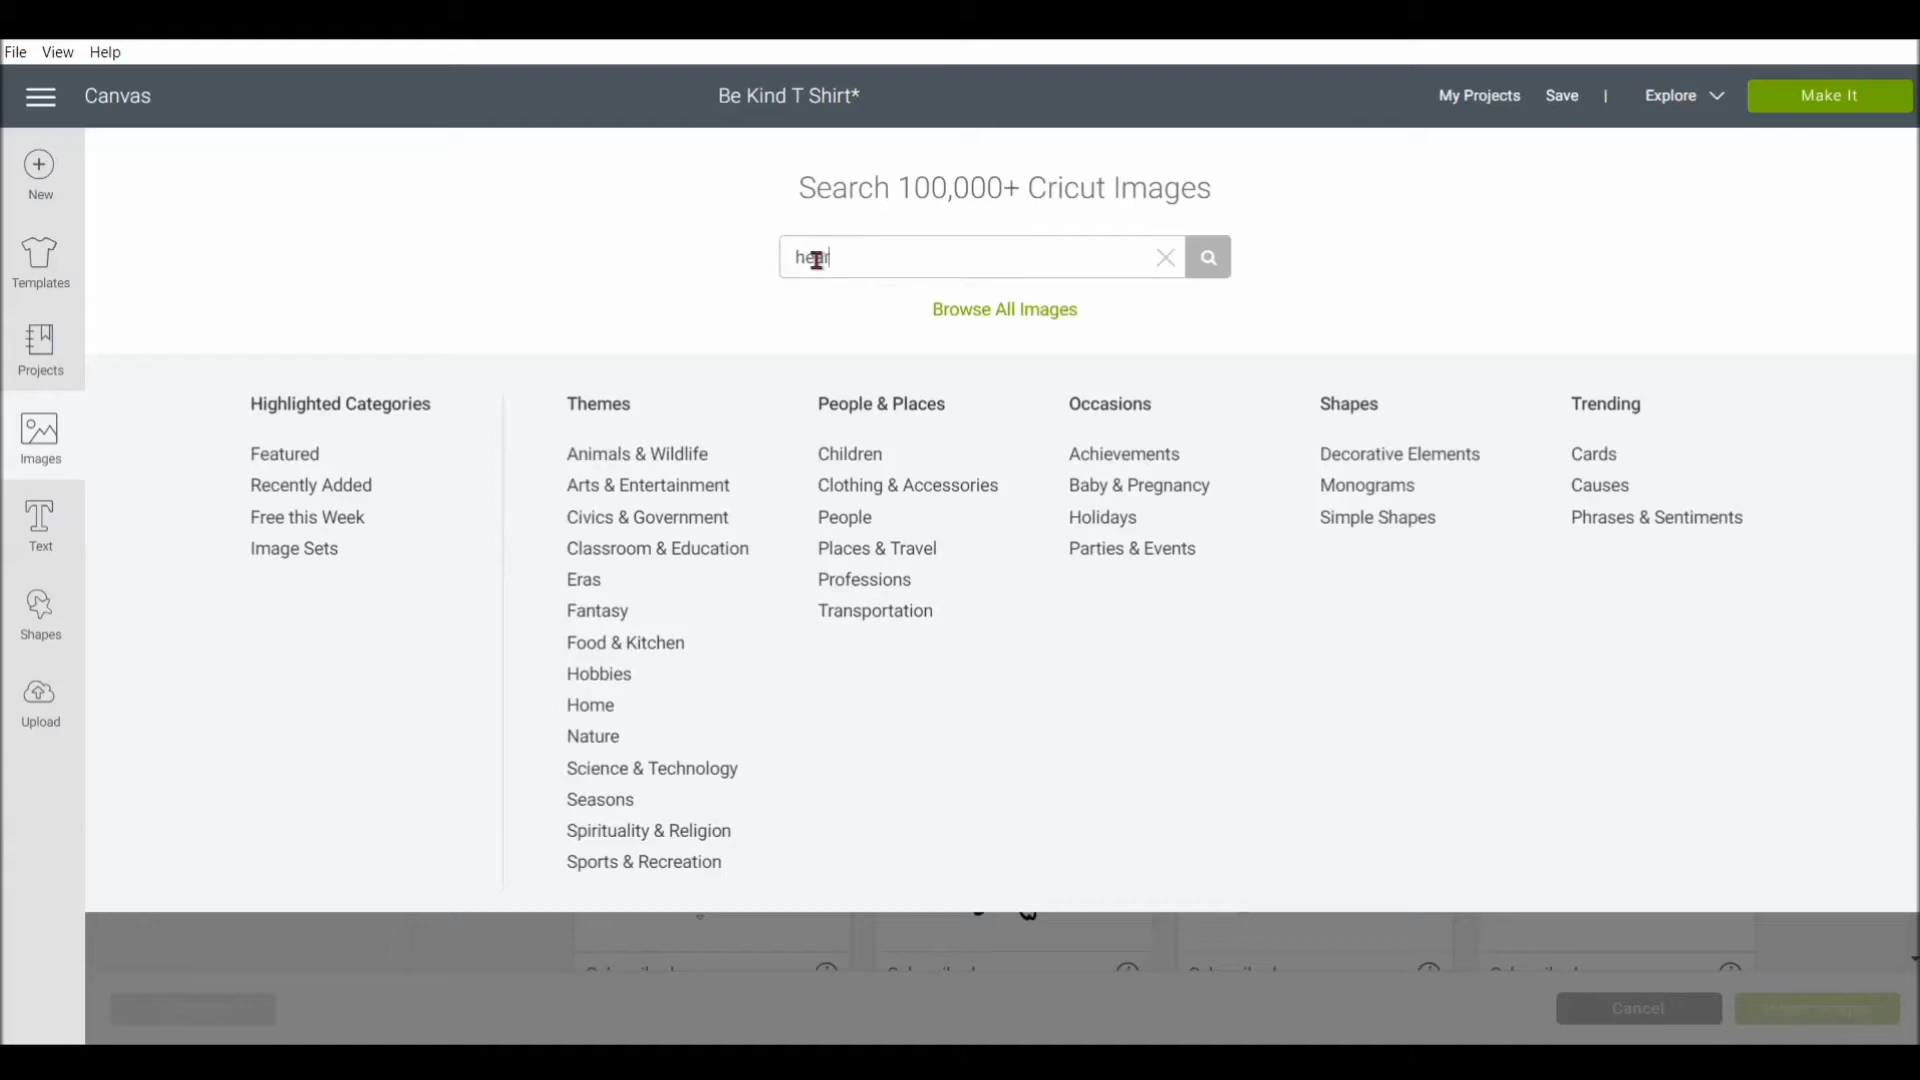 File View Help
Canvas Be Kind T Shirt* My Projects Save | Explore Make It
New
Templates
Projects
Images
Text
Shapes
Upload
Search 100,000+ Cricut Images
hear
Browse All Images
Highlighted Categories
Featured
Recently Added
Free this Week
Image Sets
Themes
Animals & Wildlife
Arts & Entertainment
Civics & Government
Classroom & Education
Eras
Fantasy
Food & Kitchen
Hobbies
Home
Nature
Science & Technology
Seasons
Spirituality & Religion
Sports & Recreation
People & Places
Children
Clothing & Accessories
People
Places & Travel
Professions
Transportation
Occasions
Achievements
Baby & Pregnancy
Holidays
Parties & Events
Shapes
Decorative Elements
Monograms
Simple Shapes
Trending
Cards
Causes
Phrases & Sentiments
Cancel